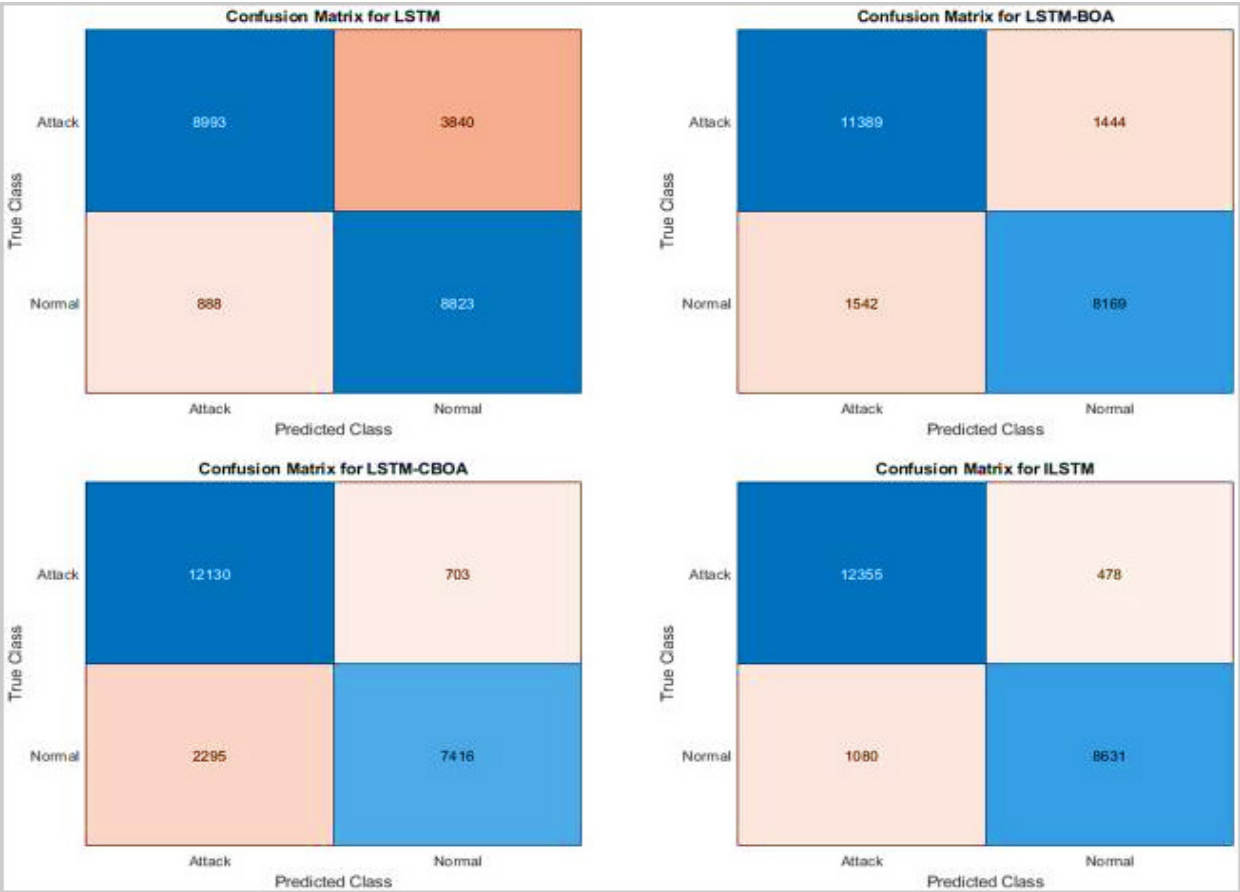 Confusion Matrix for LSTM
Attack
8993
3840
True Class
Normal
888
8823
Attack
Normal
Predicted Class
Confusion Matrix for LSTM-BOA
Attack
11389
1444
True Class
Normal
1542
8169
Attack
Normal
Predicted Class
Confusion Matrix for LSTM-CBOA
Attack
12130
703
True Class
Normal
2295
7416
Attack
Normal
Predicted Class
Confusion Matrix for ILSTM
Attack
12355
478
True Class
Normal
1080
8631
Attack
Normal
Predicted Class